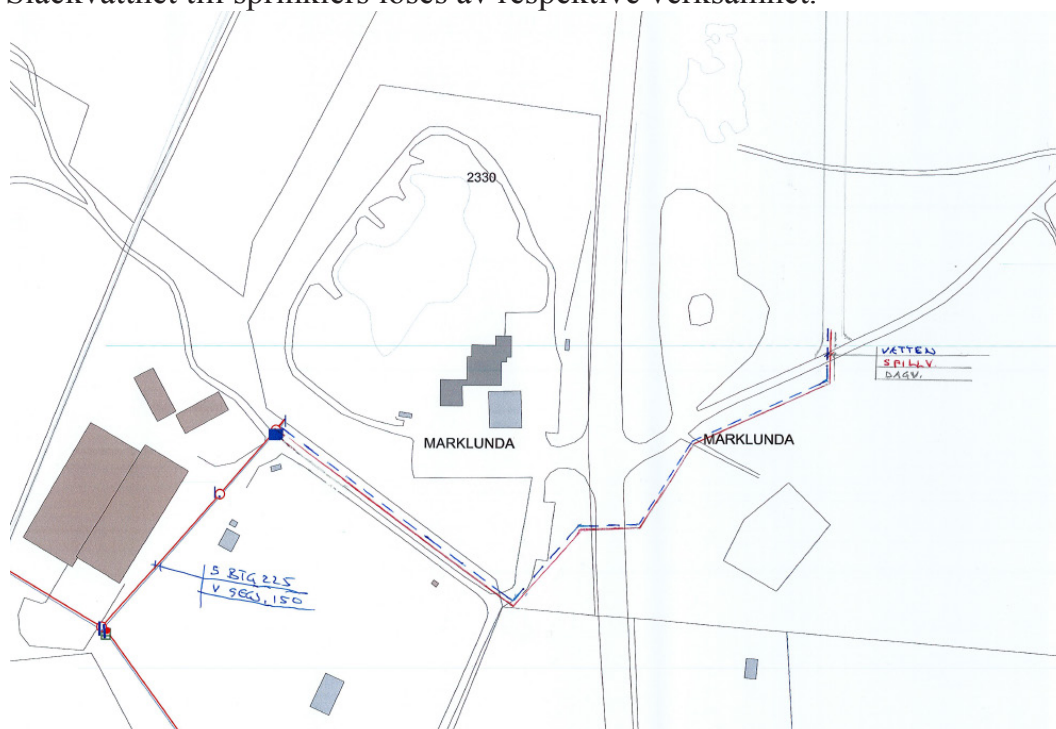 Släckvattnet till sprinklers löses av respektive verksamhet.
2330
VATTEN
SPILLV.
DAGV.
MARKLUNDA
MARKLUNDA
S BTG 225
V SEGJ. 150